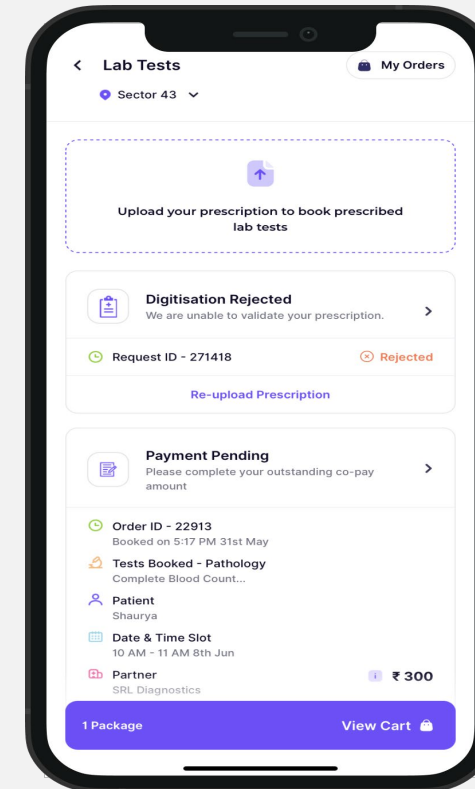 Lab Tests
My Orders
Sector 43
Upload your prescription to book prescribed
lab tests
Digitisation Rejected
We are unable to validate your prescription.
Request ID - 271418
Rejected
Re-upload Prescription
Payment Pending
Please complete your outstanding co-pay
amount
Order ID - 22913
Booked on 5:17 PM 31st May
Tests Booked - Pathology
Complete Blood Count...
Patient
Shaurya
Date & Time Slot
10 AM - 11 AM 8th Jun
Partner
i ₹ 300
SRL Diagnostics
1 Package
View Cart